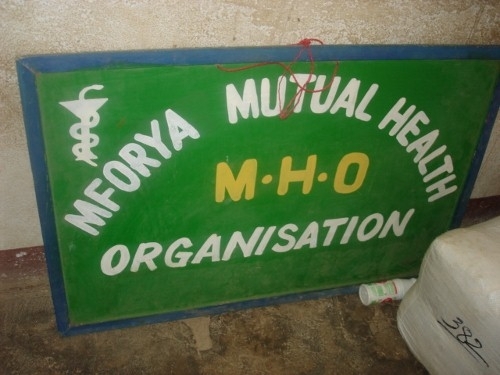 MFORYA MUTUAL HEALTH
M·H·O
ORGANISATION
382